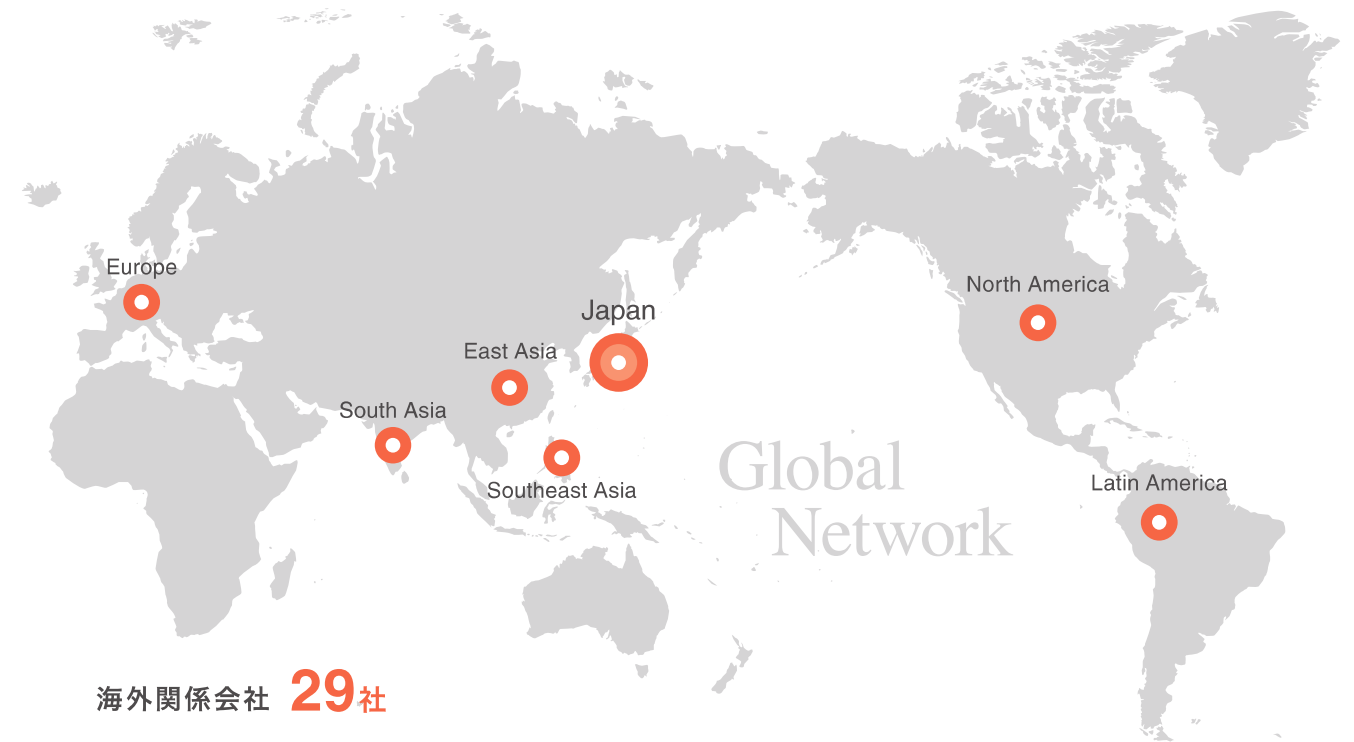 Europe
North America
Japan
East Asia
South Asia
Southeast Asia
Latin America
Global
Network
海外関係会社 29社